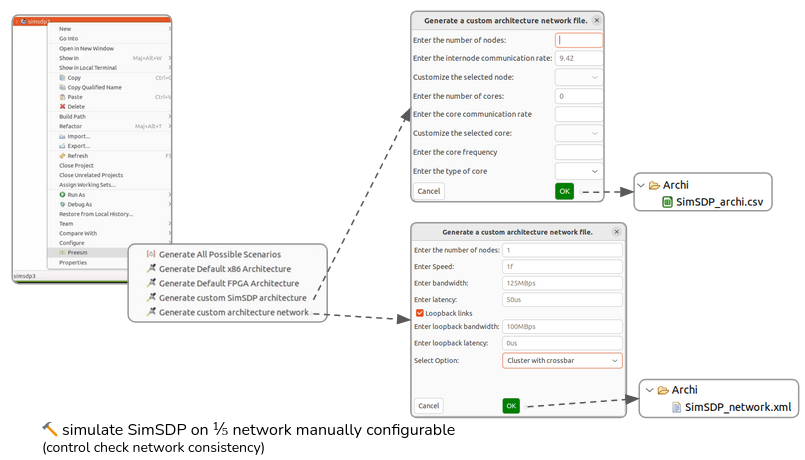 simsdp3
New
Go Into
Open in New Window
Show In Maj+Alt+W
Show in Local Terminal
Copy Ctrl+C
Copy Qualified Name
Paste Ctrl+V
Delete
Build Path
Refactor Maj+Alt+T
Import...
Export...
Refresh F5
Close Project
Close Unrelated Projects
Assign Working Sets...
Run As
Debug As
Restore from Local History...
Team
Compare With
Configure
Preesm
Properties
simsdp3
Generate All Possible Scenarios
Generate Default x86 Architecture
Generate Default FPGA Architecture
Generate custom SimSDP architecture
Generate custom architecture network
Generate a custom architecture network file.
Enter the number of nodes:
Enter the internode communication rate: 9.42
Customize the selected node:
Enter the number of cores: 0
Enter the core communication rate
Customize the selected core:
Enter the core frequency
Enter the type of core
Cancel OK
Archi
SimSDP_archi.csv
Generate a custom architecture network file.
Enter the number of nodes: 1
Enter Speed: 1f
Enter bandwidth: 125MBps
Enter latency: 50us
Loopback links
Enter loopback bandwidth: 100MBps
Enter loopback latency: 0us
Select Option: Cluster with crossbar
Cancel OK
Archi
SimSDP_network.xml
simulate SimSDP on ⅕ network manually configurable
(control check network consistency)